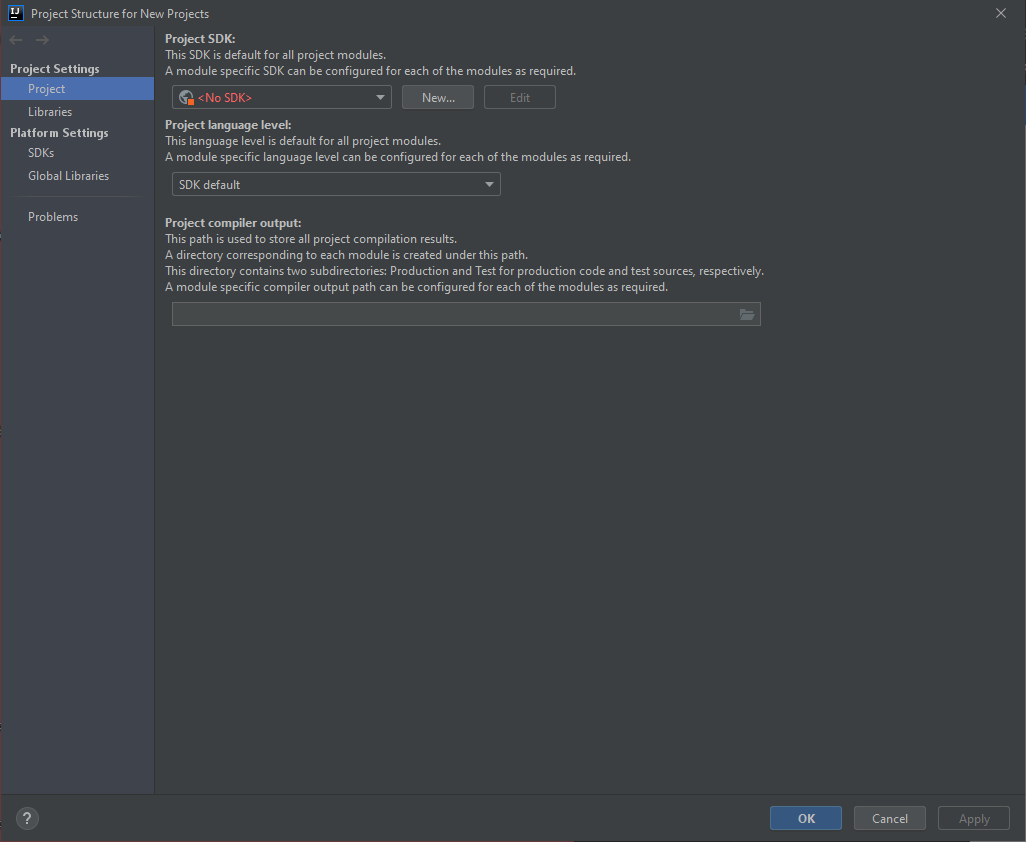 IJ
Project Structure for New Projects
Project Settings
Project
Libraries
Platform Settings
SDKs
Global Libraries
Problems
Project SDK:
This SDK is default for all project modules.
A module specific SDK can be configured for each of the modules as required.
<No SDK>
New...
Edit
Project language level:
This language level is default for all project modules.
A module specific language level can be configured for each of the modules as required.
SDK default
Project compiler output:
This path is used to store all project compilation results.
A directory corresponding to each module is created under this path.
This directory contains two subdirectories: Production and Test for production code and test sources, respectively.
A module specific compiler output path can be configured for each of the modules as required.
?
OK
Cancel
Apply